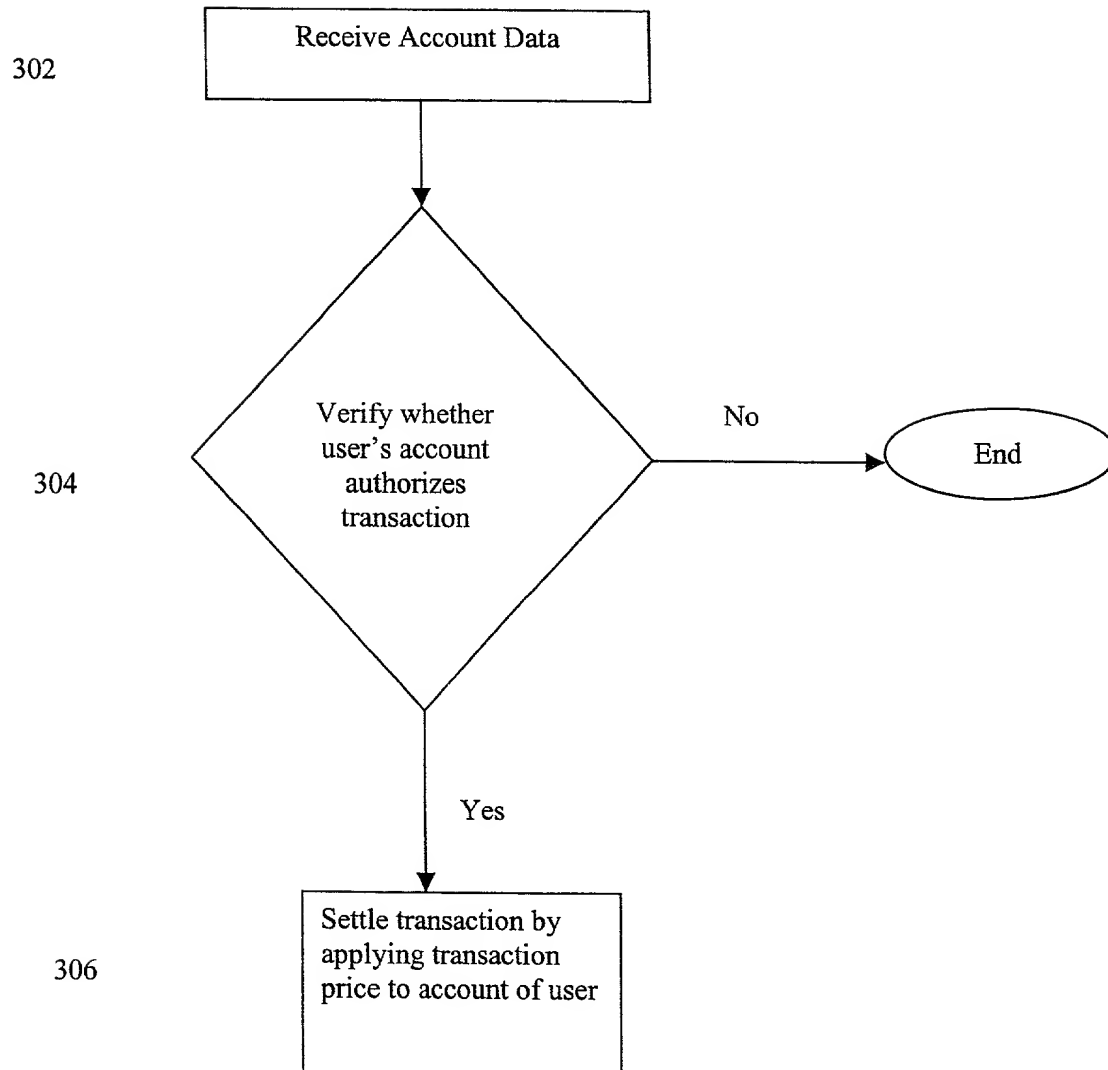 Receive Account Data
302
Verify whether
user's account
authorizes
transaction
No
End
304
Yes
Settle transaction by
applying transaction
price to account of user
306